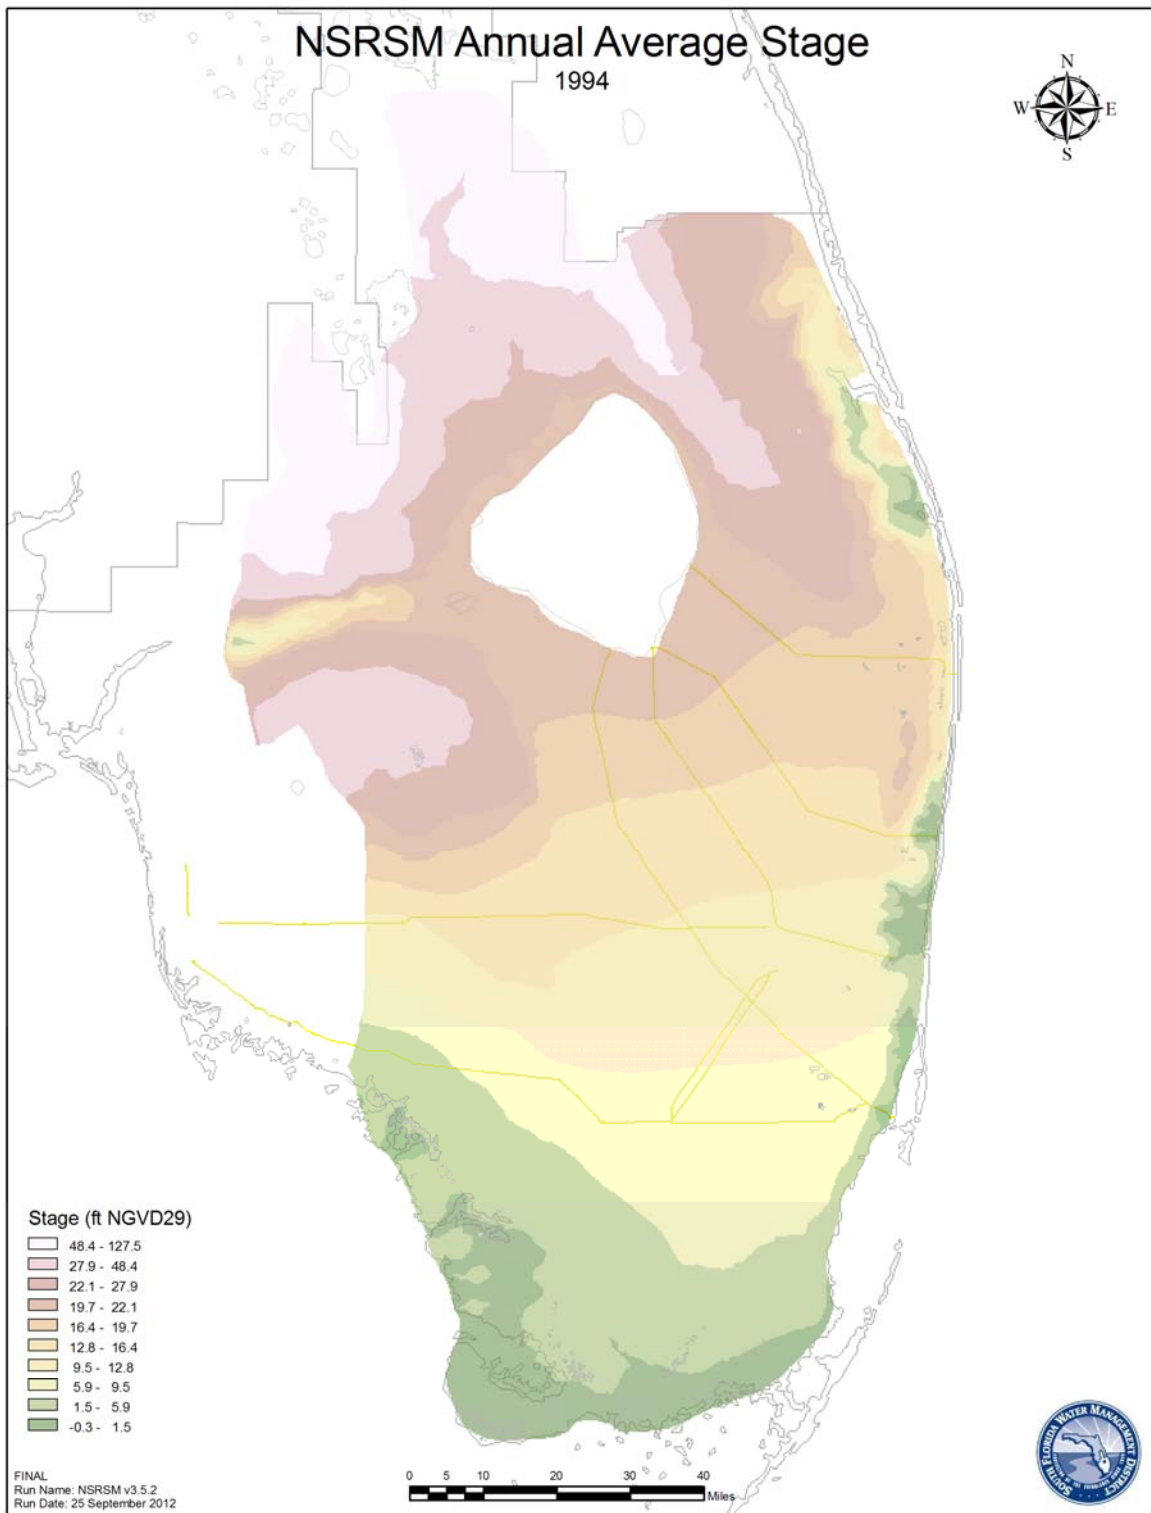 NSRSM Annual Average Stage
1994
N
W E
S
Stage (ft NGVD29)
48.4 - 127.5
27.9 - 48.4
22.1 - 27.9
19.7 - 22.1
16.4 - 19.7
12.8 - 16.4
9.5 - 12.8
5.9 - 9.5
1.5 - 5.9
-0.3 - 1.5
FINAL
Run Name: NSRSM v3.5.2
Run Date: 25 September 2012
0 5 10 20 30 40
Miles
SOUTH FLORIDA WATER MANAGEMENT DISTRICT